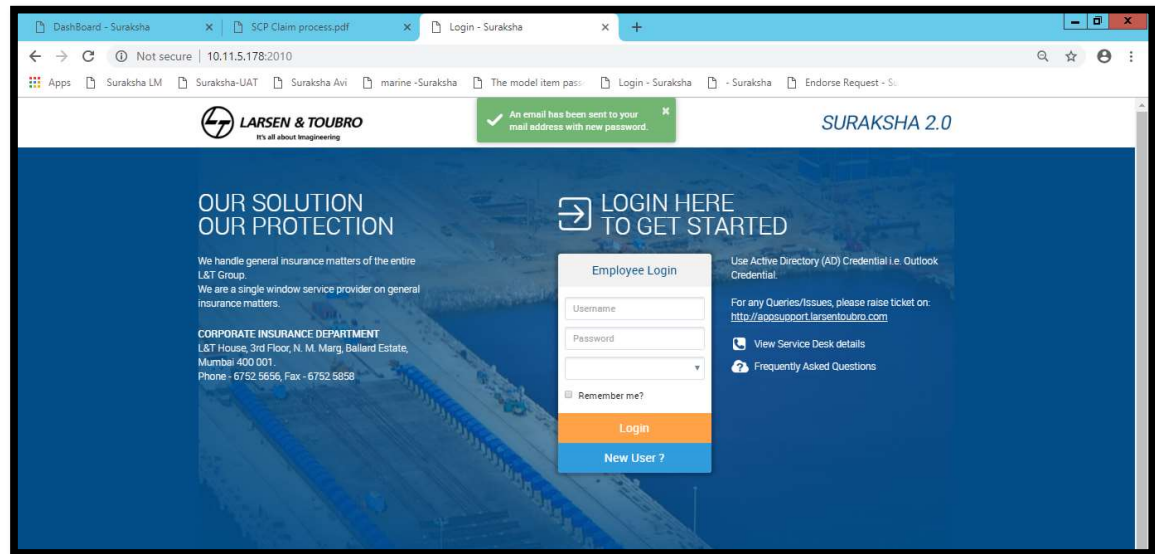 DashBoard - Suraksha
SCP Claim process.pdf
Login - Suraksha
Not secure | 10.11.5.178:2010
Apps
Suraksha LM
Suraksha-UAT
Suraksha Avi
marine -Suraksha
The model item pass
Login - Suraksha
- Suraksha
Endorse Request - Su
LARSEN & TOUBRO
It's all about Imagineering
An email has been sent to your
mail address with new password.
SURAKSHA 2.0
OUR SOLUTION
OUR PROTECTION
We handle general insurance matters of the entire
L&T Group.
We are a single window service provider on general
insurance matters.
CORPORATE INSURANCE DEPARTMENT
L&T House, 3rd Floor, N. M. Marg, Ballard Estate,
Mumbai 400 001.
Phone - 6752 5656, Fax - 6752 5858
LOGIN HERE
TO GET STARTED
Employee Login
Username
Password
Remember me?
Login
New User ?
Use Active Directory (AD) Credential i.e. Outlook
Credential.
For any Queries/Issues, please raise ticket on:
http://appsupport.larsentoubro.com
View Service Desk details
Frequently Asked Questions